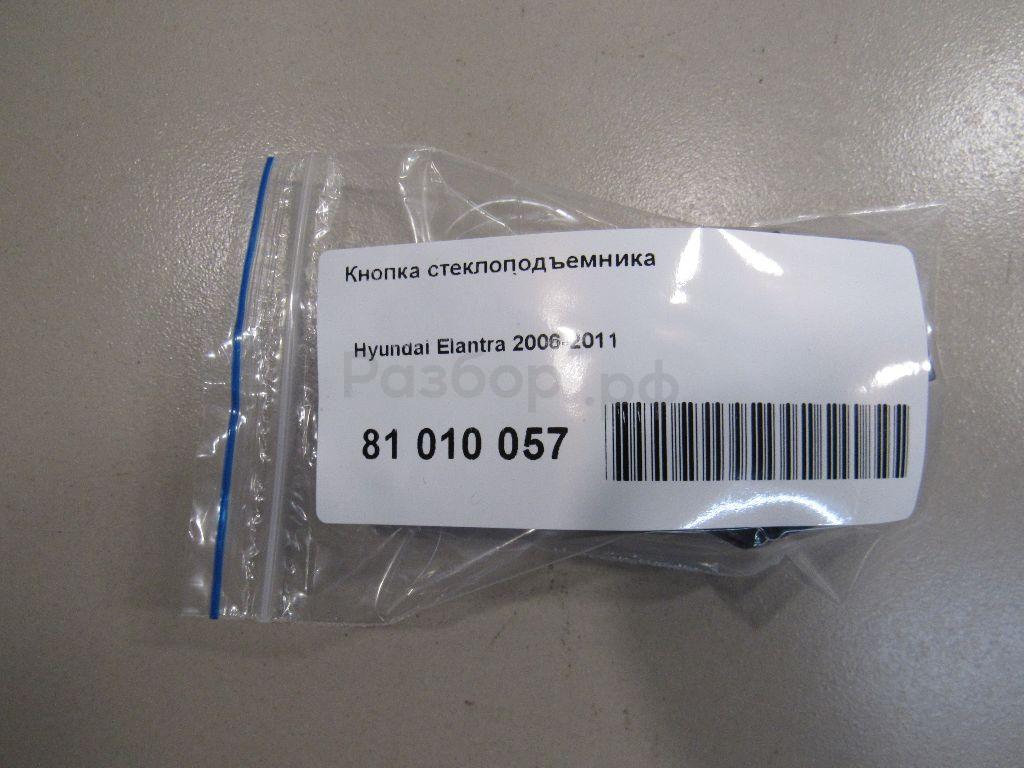 Кнопка стеклоподъемника
Hyundai Elantra 2006-2011
Разбор.рф
81 010 057